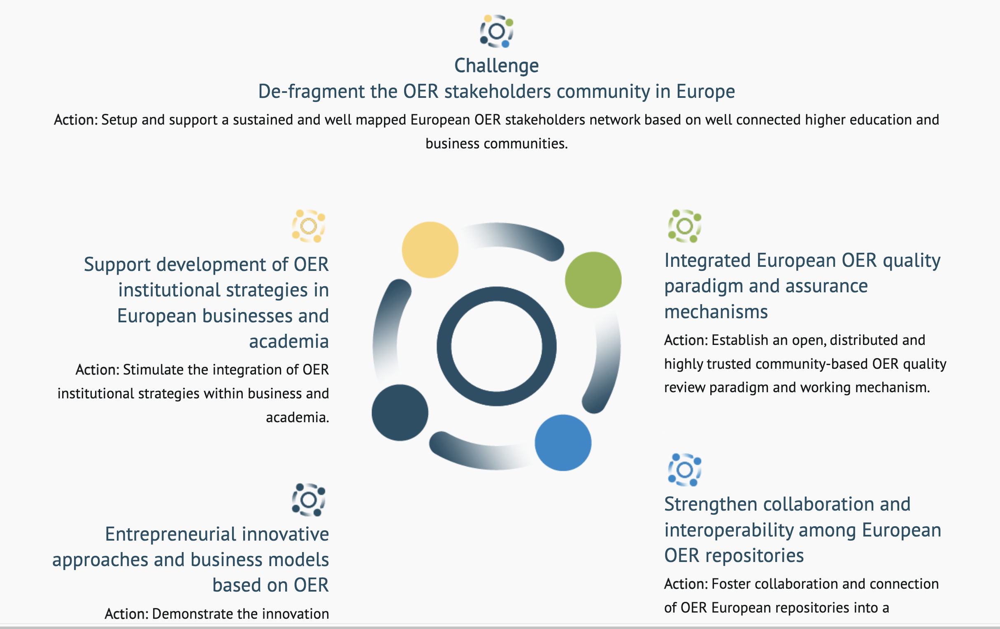 Challenge
De-fragment the OER stakeholders community in Europe
Action: Setup and support a sustained and well mapped European OER stakeholders network based on well connected higher education and
business communities.
Support development of OER
institutional strategies in
European businesses and
academia
Action: Stimulate the integration of OER
institutional strategies within business and
academia.
Integrated European OER quality
paradigm and assurance
mechanisms
Action: Establish an open, distributed and
highly trusted community-based OER quality
review paradigm and working mechanism.
Entrepreneurial innovative
approaches and business models
based on OER
Action: Demonstrate the innovation
Strengthen collaboration and
interoperability among European
OER repositories
Action: Foster collaboration and connection
of OER European repositories into a